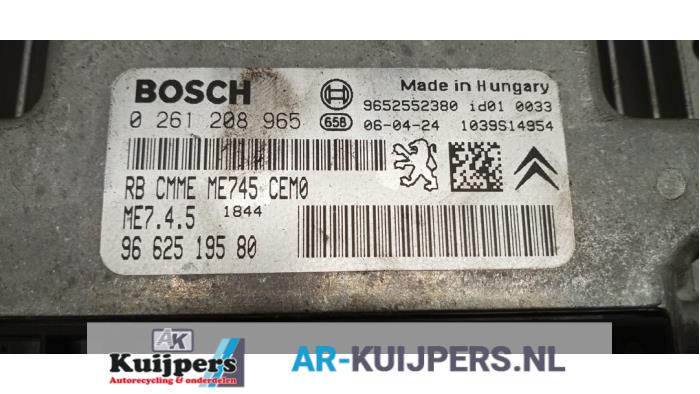 BOSCH
Made in Hungary
9652552380 id01 0033
0 261 208 965
658
06-04-24 1039S14954
RB CMME ME745 CEM0
ME7.4.5 1844
96 625 195 80
AK
Kuijpers
Autorecycling & onderdelen
AR-KUIJPERS.NL